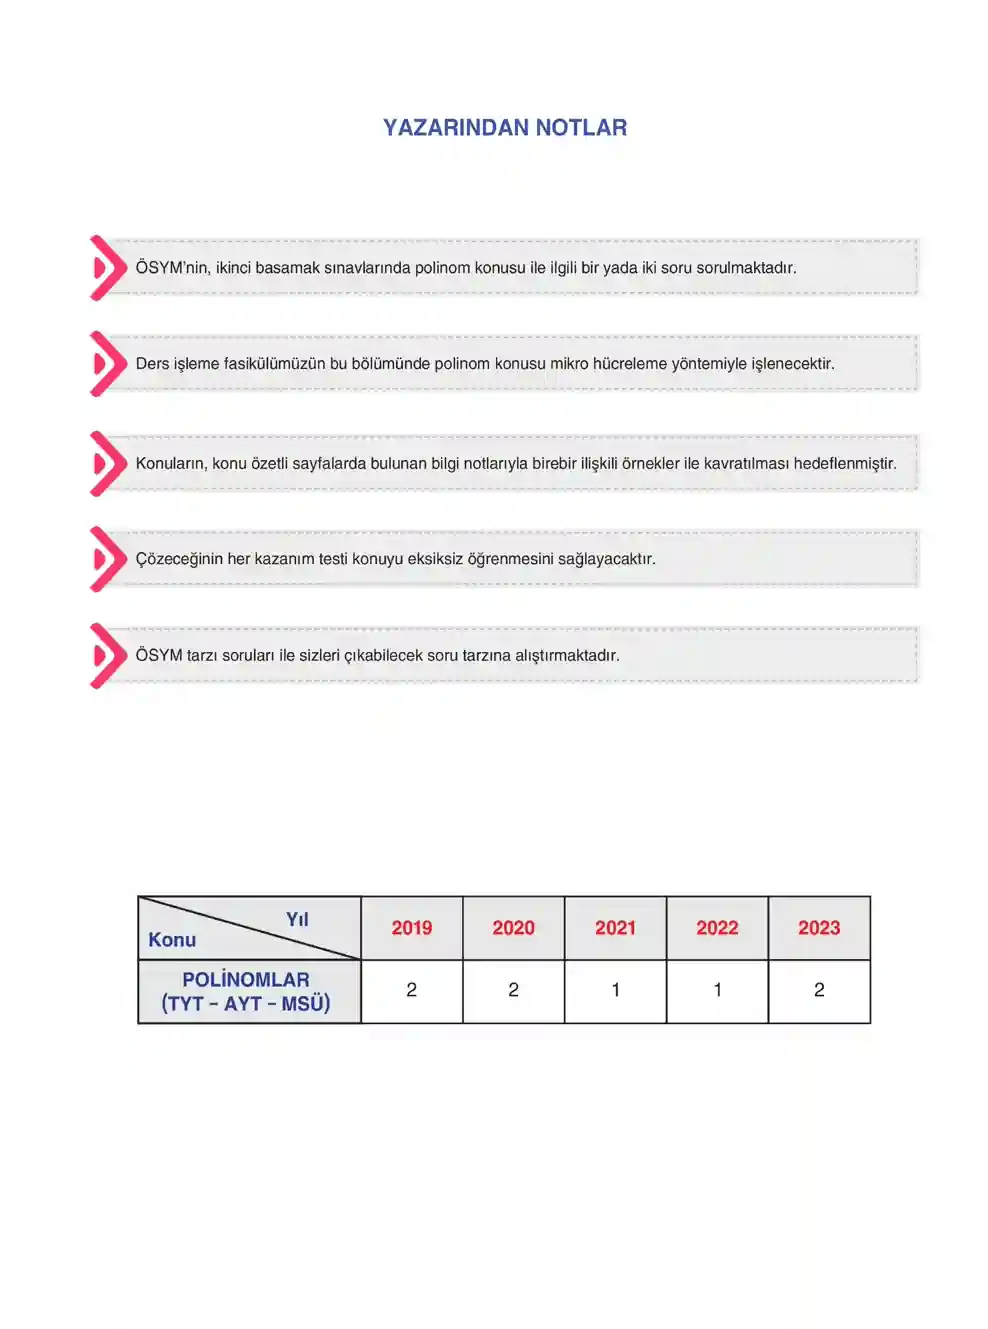 YAZARINDAN NOTLAR
ÖSYM'nin, ikinci basamak sınavlarında polinom konusu ile ilgili bir yada iki soru sorulmaktadır.
Ders işleme fasikülümüzün bu bölümünde polinom konusu mikro hücreleme yöntemiyle işlenecektir.
Konuların, konu özetli sayfalarda bulunan bilgi notlarıyla birebir ilişkili örnekler ile kavratılması hedeflenmiştir.
Çözeceğinin her kazanım testi konuyu eksiksiz öğrenmesini sağlayacaktır.
ÖSYM tarzı soruları ile sizleri çıkabilecek soru tarzına alıştırmaktadır.
Yıl
Konu
2019 2020 2021 2022 2023
POLİNOMLAR
(TYT – AYT – MSÜ)
2 2 1 1 2